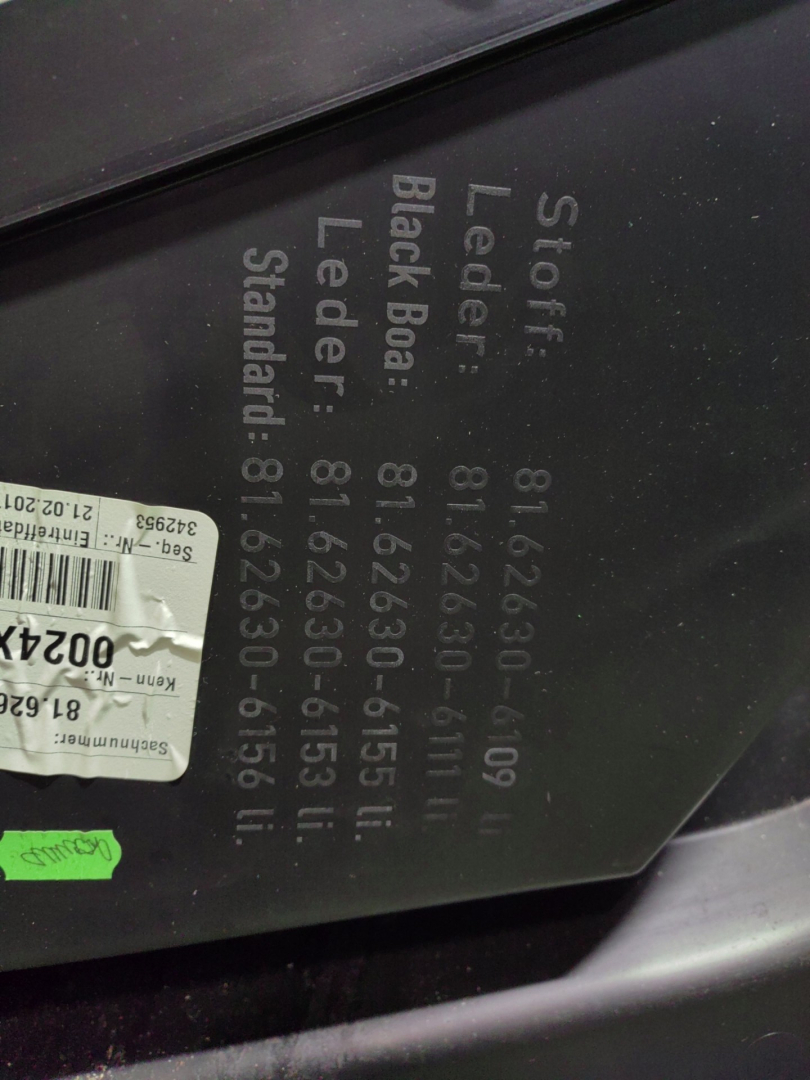 Stoff: 81.62630-6109 li
Leder: 81.62630-6111 li
Black Boa: 81.62630-6155 li.
Leder: 81.62630-6153 li.
Standard: 81.62630-6156 li.
Sachnummer:
81.626
Kenn-Nr.:
0024X
Seq.-Nr.: Eintreffdat
342953 21.02.201